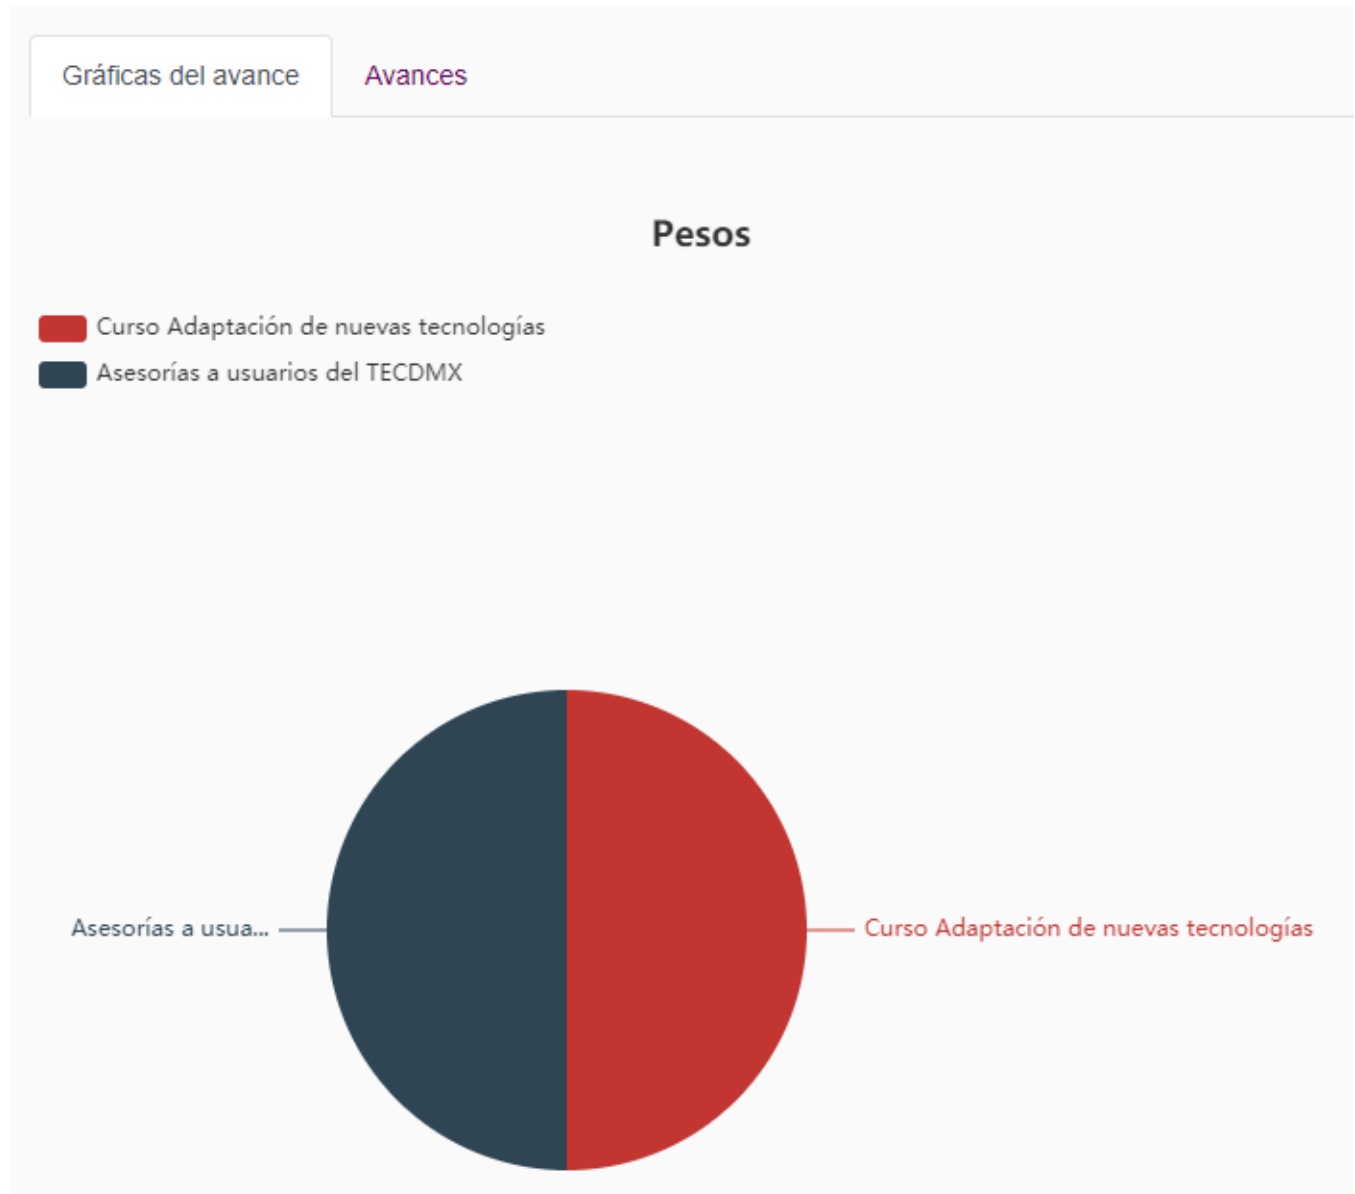 Gráficas del avance Avances
Pesos
Curso Adaptación de nuevas tecnologías
Asesorías a usuarios del TECDMX
Asesorías a usua... Curso Adaptación de nuevas tecnologías